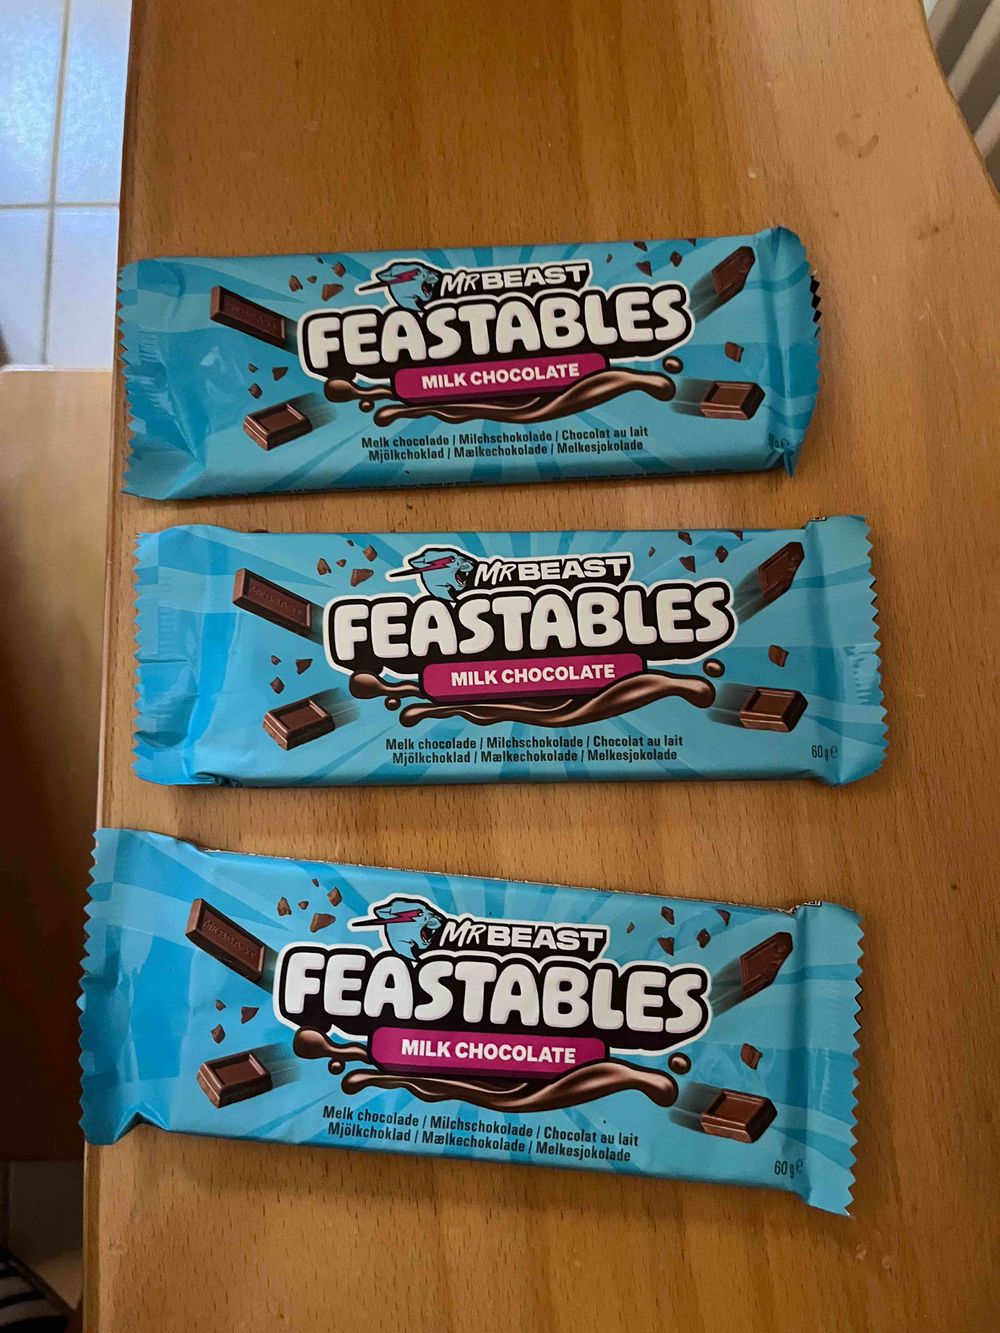 MRBEAST
FEASTABLES
MILK CHOCOLATE
Melk chocolade / Milchschokolade / Chocolat au lait
Mjölkchoklad / Mælkechokolade / Melkesjokolade
MRBEAST
FEASTABLES
MILK CHOCOLATE
Melk chocolade / Milchschokolade / Chocolat au lait
Mjölkchoklad / Mælkechokolade / Melkesjokolade
60 g e
MRBEAST
FEASTABLES
MILK CHOCOLATE
Melk chocolade / Milchschokolade / Chocolat au lait
Mjölkchoklad / Mælkechokolade / Melkesjokolade
60 g e